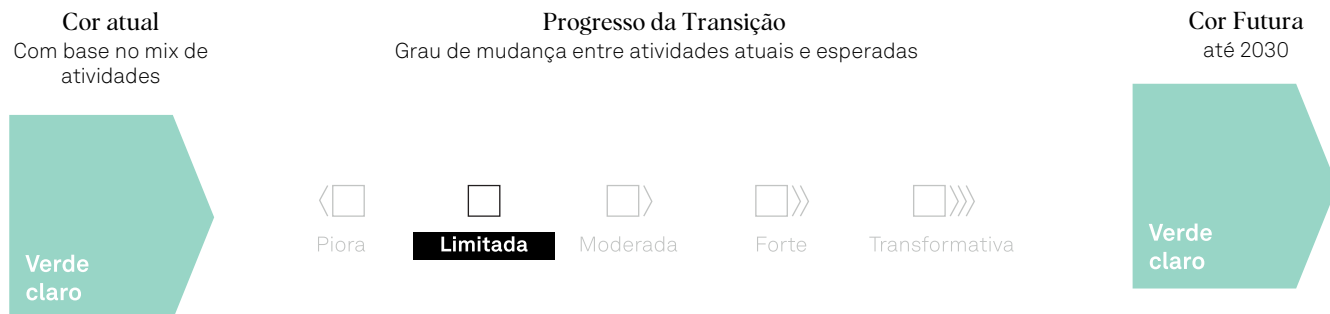 Cor atual
Com base no mix de
atividades
Progresso da Transição
Grau de mudança entre atividades atuais e esperadas
Cor Futura
até 2030
Verde
claro
Piora
Limitada
Moderada
Forte
Transformativa
Verde
claro